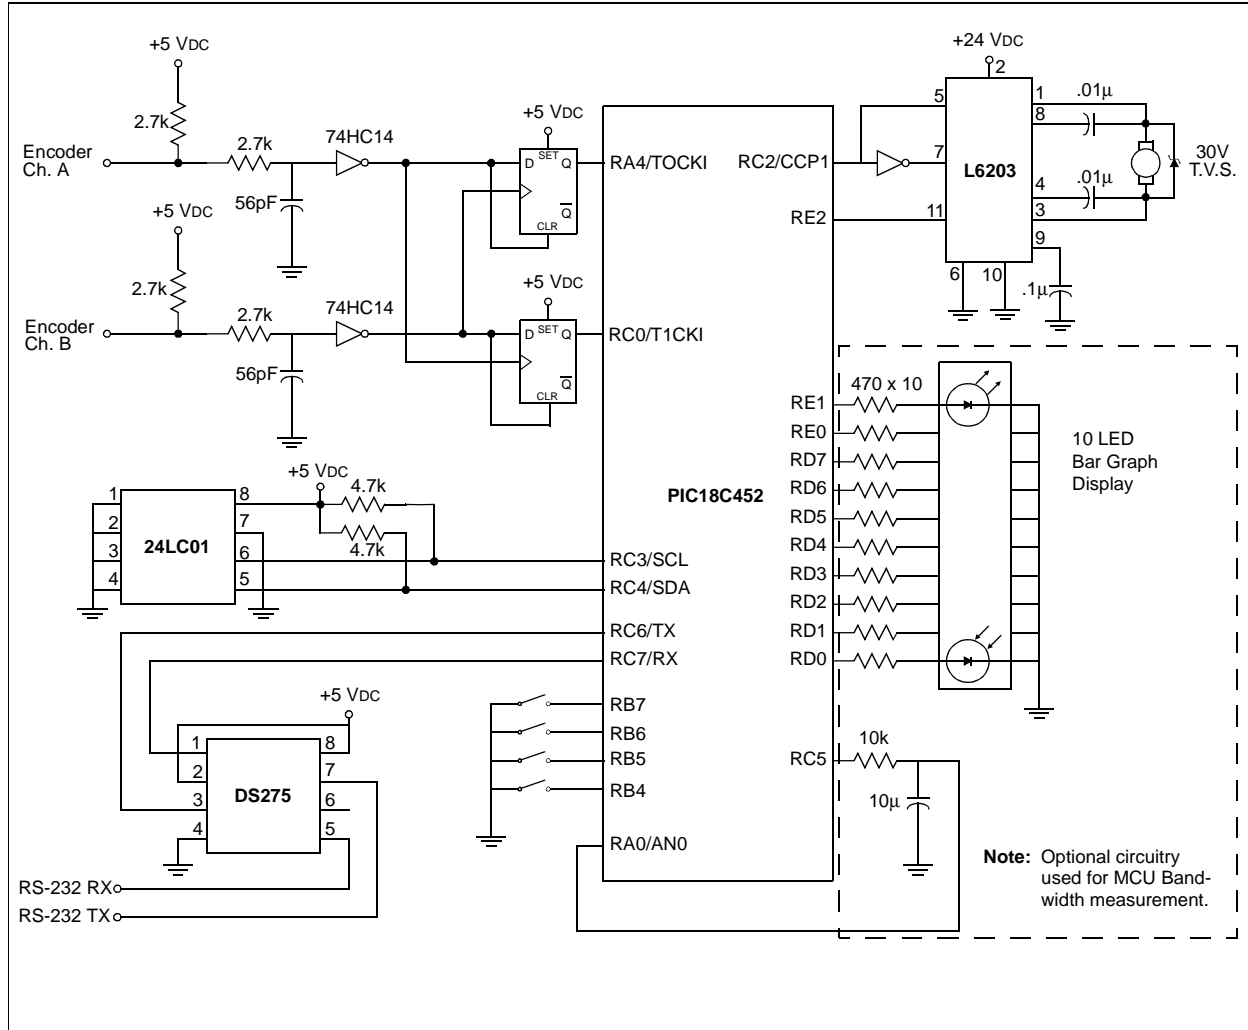 +5 VDC
2.7k
Encoder
Ch. A
2.7k
74HC14
56pF
+5 VDC
D
SET
Q
Q
CLR
+5 VDC
2.7k
Encoder
Ch. B
2.7k
74HC14
56pF
+5 VDC
D
SET
Q
Q
CLR
+5 VDC
4.7k
4.7k
24LC01
1
2
3
4
8
7
6
5
+5 VDC
DS275
1
2
3
4
8
7
6
5
RS-232 RX
RS-232 TX
PIC18C452
RA4/TOCKI
RC0/T1CKI
RC3/SCL
RC4/SDA
RC6/TX
RC7/RX
RB7
RB6
RB5
RB4
RA0/AN0
RC2/CCP1
RE2
RE1
RE0
RD7
RD6
RD5
RD4
RD3
RD2
RD1
RD0
RC5
+24 VDC
2
L6203
5
7
11
1
8
4
3
9
6
10
.01µ
.01µ
.1µ
30V
T.V.S.
470 x 10
10 LED
Bar Graph
Display
10k
10µ
Note: Optional circuitry
used for MCU Band-
width measurement.